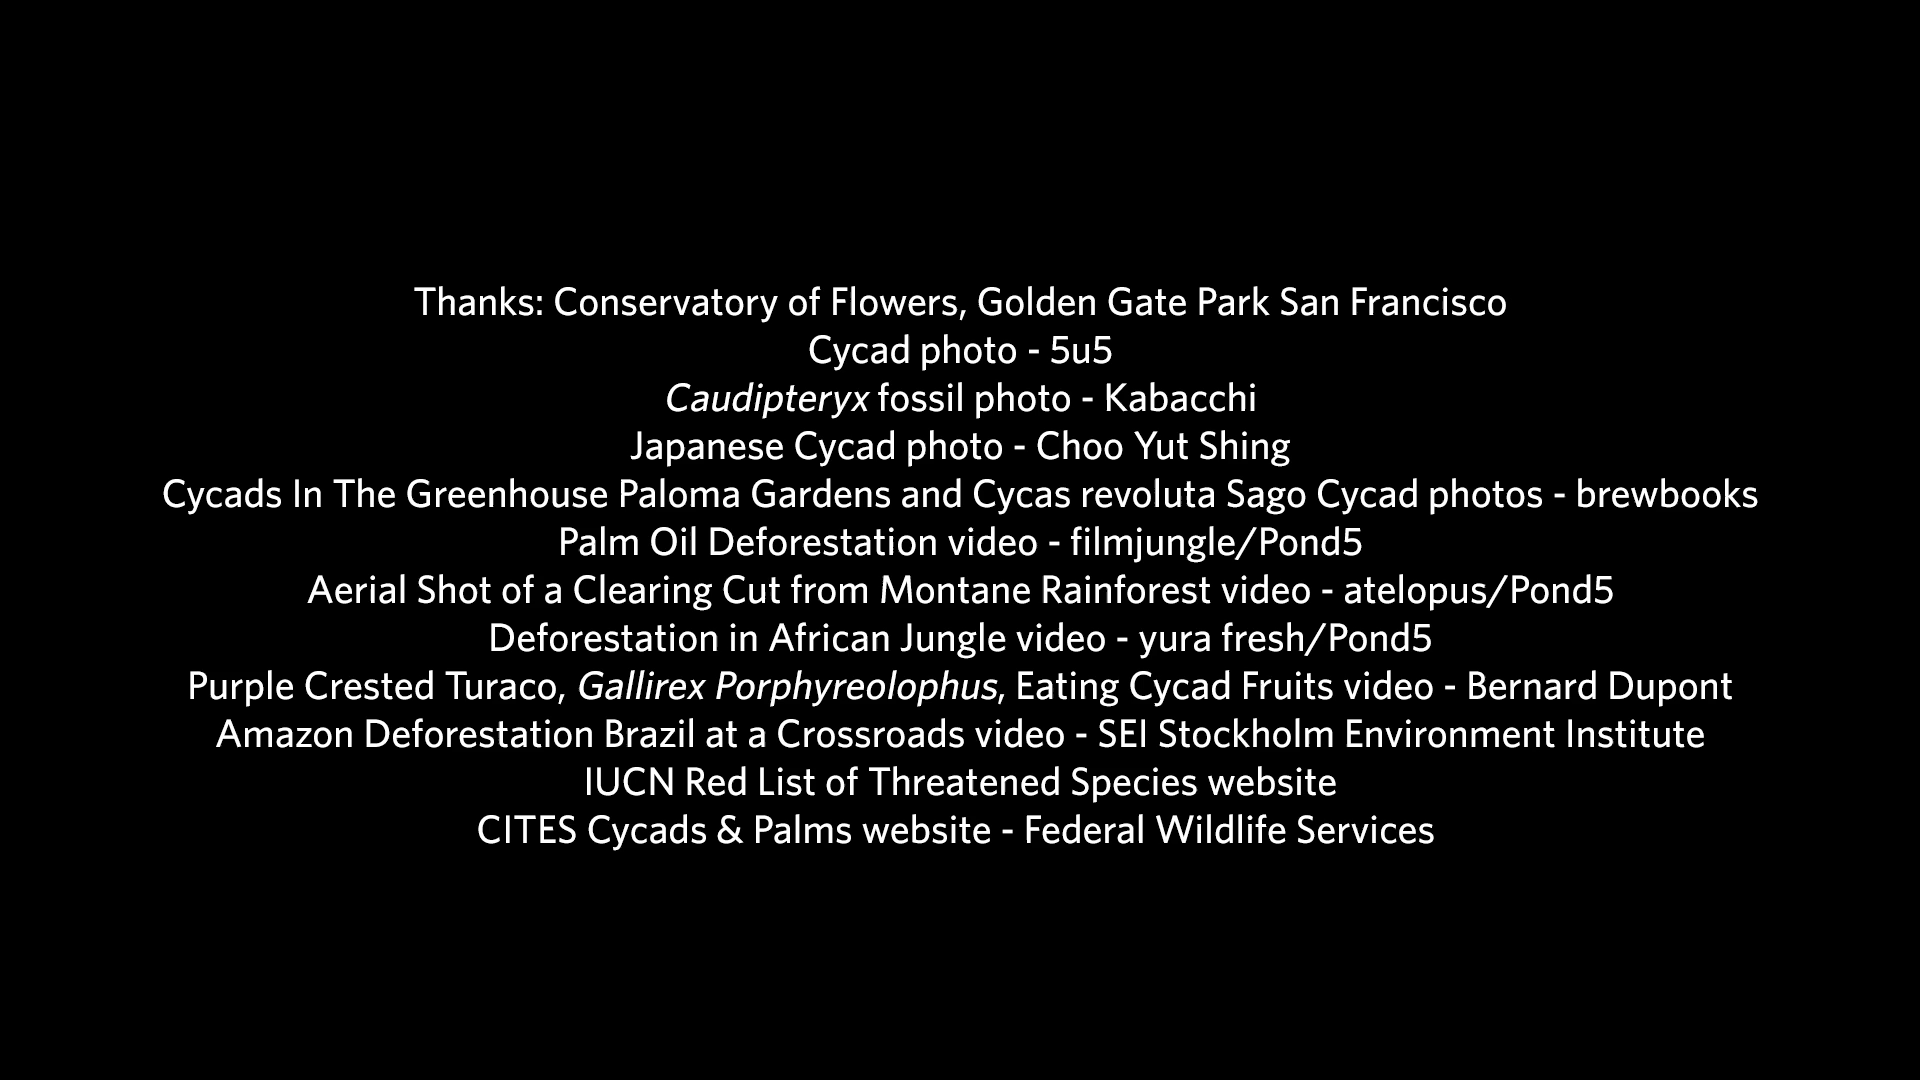 Thanks: Conservatory of Flowers, Golden Gate Park San Francisco
Cycad photo - 5u5
Caudipteryx fossil photo - Kabacchi
Japanese Cycad photo - Choo Yut Shing
Cycads In The Greenhouse Paloma Gardens and Cycas revoluta Sago Cycad photos - brewbooks
Palm Oil Deforestation video - filmjungle/Pond5
Aerial Shot of a Clearing Cut from Montane Rainforest video - atelopus/Pond5
Deforestation in African Jungle video - yura fresh/Pond5
Purple Crested Turaco, Gallirex Porphyreolophus, Eating Cycad Fruits video - Bernard Dupont
Amazon Deforestation Brazil at a Crossroads video - SEI Stockholm Environment Institute
IUCN Red List of Threatened Species website
CITES Cycads & Palms website - Federal Wildlife Services